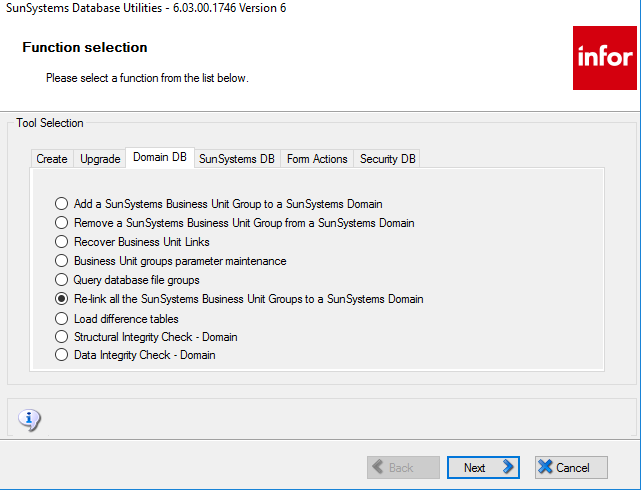 SunSystems Database Utilities - 6.03.00.1746 Version 6
Function selection
Please select a function from the list below.
infor
Tool Selection
Create Upgrade Domain DB SunSystems DB Form Actions Security DB
Add a SunSystems Business Unit Group to a SunSystems Domain
Remove a SunSystems Business Unit Group from a SunSystems Domain
Recover Business Unit Links
Business Unit groups parameter maintenance
Query database file groups
Re-link all the SunSystems Business Unit Groups to a SunSystems Domain
Load difference tables
Structural Integrity Check - Domain
Data Integrity Check - Domain
Back Next Cancel